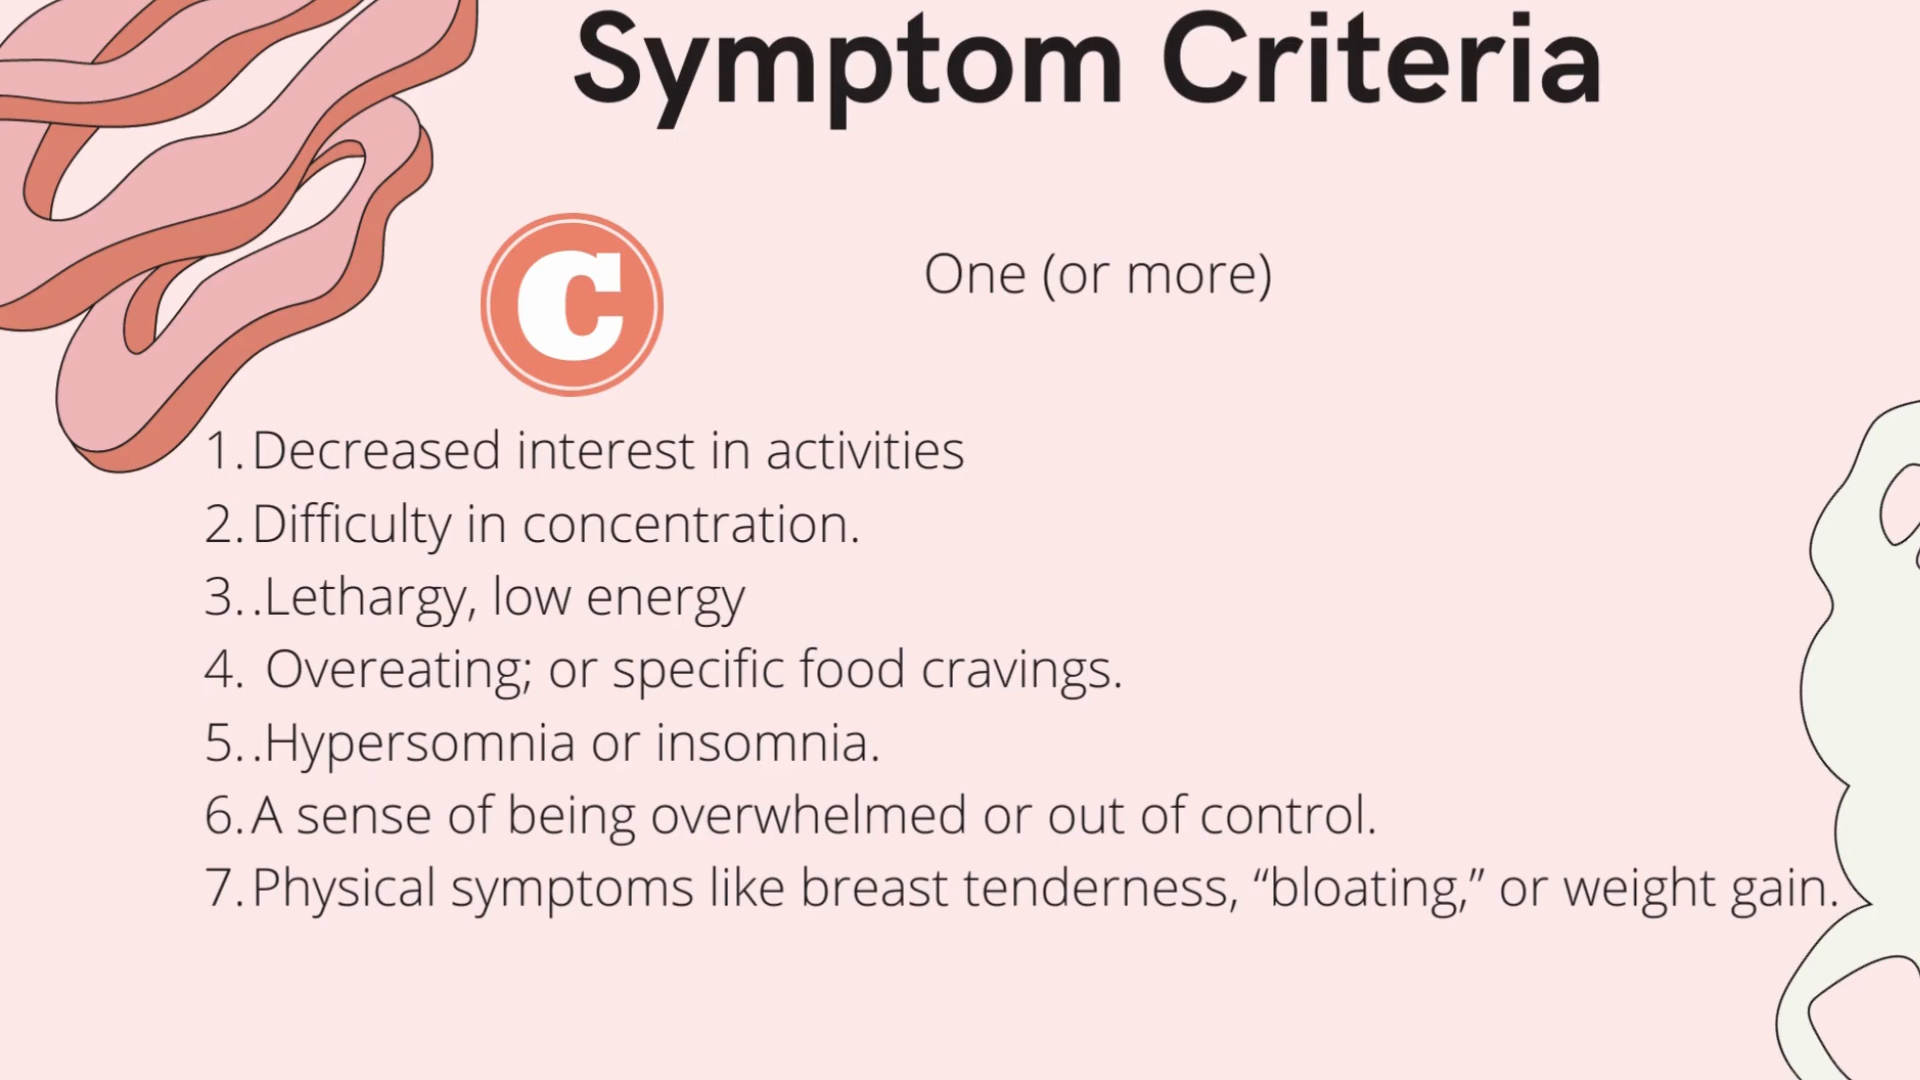 Symptom Criteria
C
One (or more)
1. Decreased interest in activities
2. Difficulty in concentration.
3. .Lethargy, low energy
4. Overeating; or specific food cravings.
5. .Hypersomnia or insomnia.
6. A sense of being overwhelmed or out of control.
7. Physical symptoms like breast tenderness, “bloating,” or weight gain.